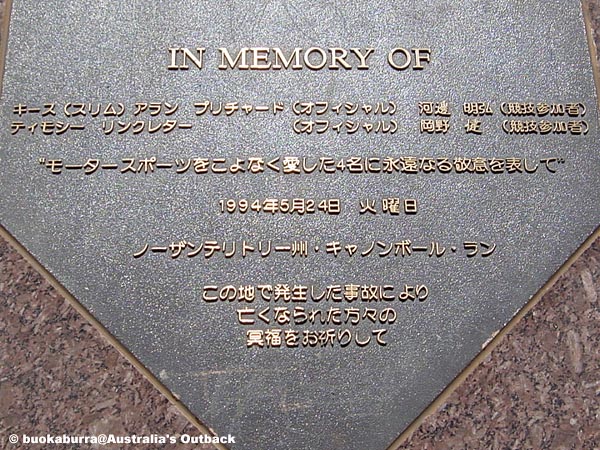 IN MEMORY OF
キース（スリム）アラン プリチャード（オフィシャル） 河邊 明弘（競技参加者）
ティモシー リンクレター （オフィシャル） 岡野 健 （競技参加者）
“モータースポーツをこよなく愛した4名に永遠なる敬意を表して”
1994年5月24日 火曜日
ノーザンテリトリー州・キャノンボール・ラン
この地で発生した事故により
亡くなられた方々の
冥福をお祈りして
© buokaburra@Australia's Outback